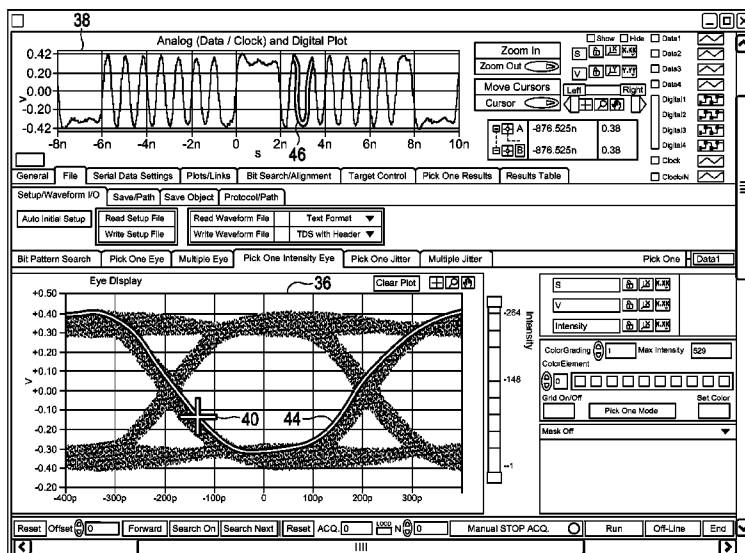 38
Analog (Data / Clock) and Digital Plot
0.42
0.20
0.00
-0.20
-0.42
V
-8n -6n -4n -2n 0 2n 4n 6n 8n 10n
s
46
Zoom In
Zoom Out
Move Cursors
Cursor
Show Hide
S
V
Left Right
A -876.525n 0.38
B -876.525n 0.38
Data1
Data2
Data3
Data4
Digital1
Digital2
Digital3
Digital4
Clock
ClockN
General File Serial Data Settings Plots/Links Bit Search/Alignment Target Control Pick One Results Results Table
Setup/Waveform I/O Save/Path Save Object Protocol/Path
Auto Initial Setup Read Setup File Read Waveform File Text Format
Write Setup File Write Waveform File TDS with Header
Bit Pattern Search Pick One Eye Multiple Eye Pick One Intensity Eye Pick One Jitter Multiple Jitter Pick One Data1
Eye Display 36 Clear Plot
+0.50
+0.40
+0.30
+0.20
+0.10
+0.00
-0.10
-0.20
-0.30
-0.40
-0.20
V
40 44
-400p -300p -200p -100p 0 100p 200p 300p
-264
-148
--1
Intensity
S
V
Intensity
ColorGrading 1 Max Intensity 529
ColorElement
0
Grid On/Off Pick One Mode Set Color
Mask Off
Reset Offset 0 Forward Search On Search Next Reset ACQ. 0 LOOD N 0 Manual STOP ACQ. Run Off-Line End